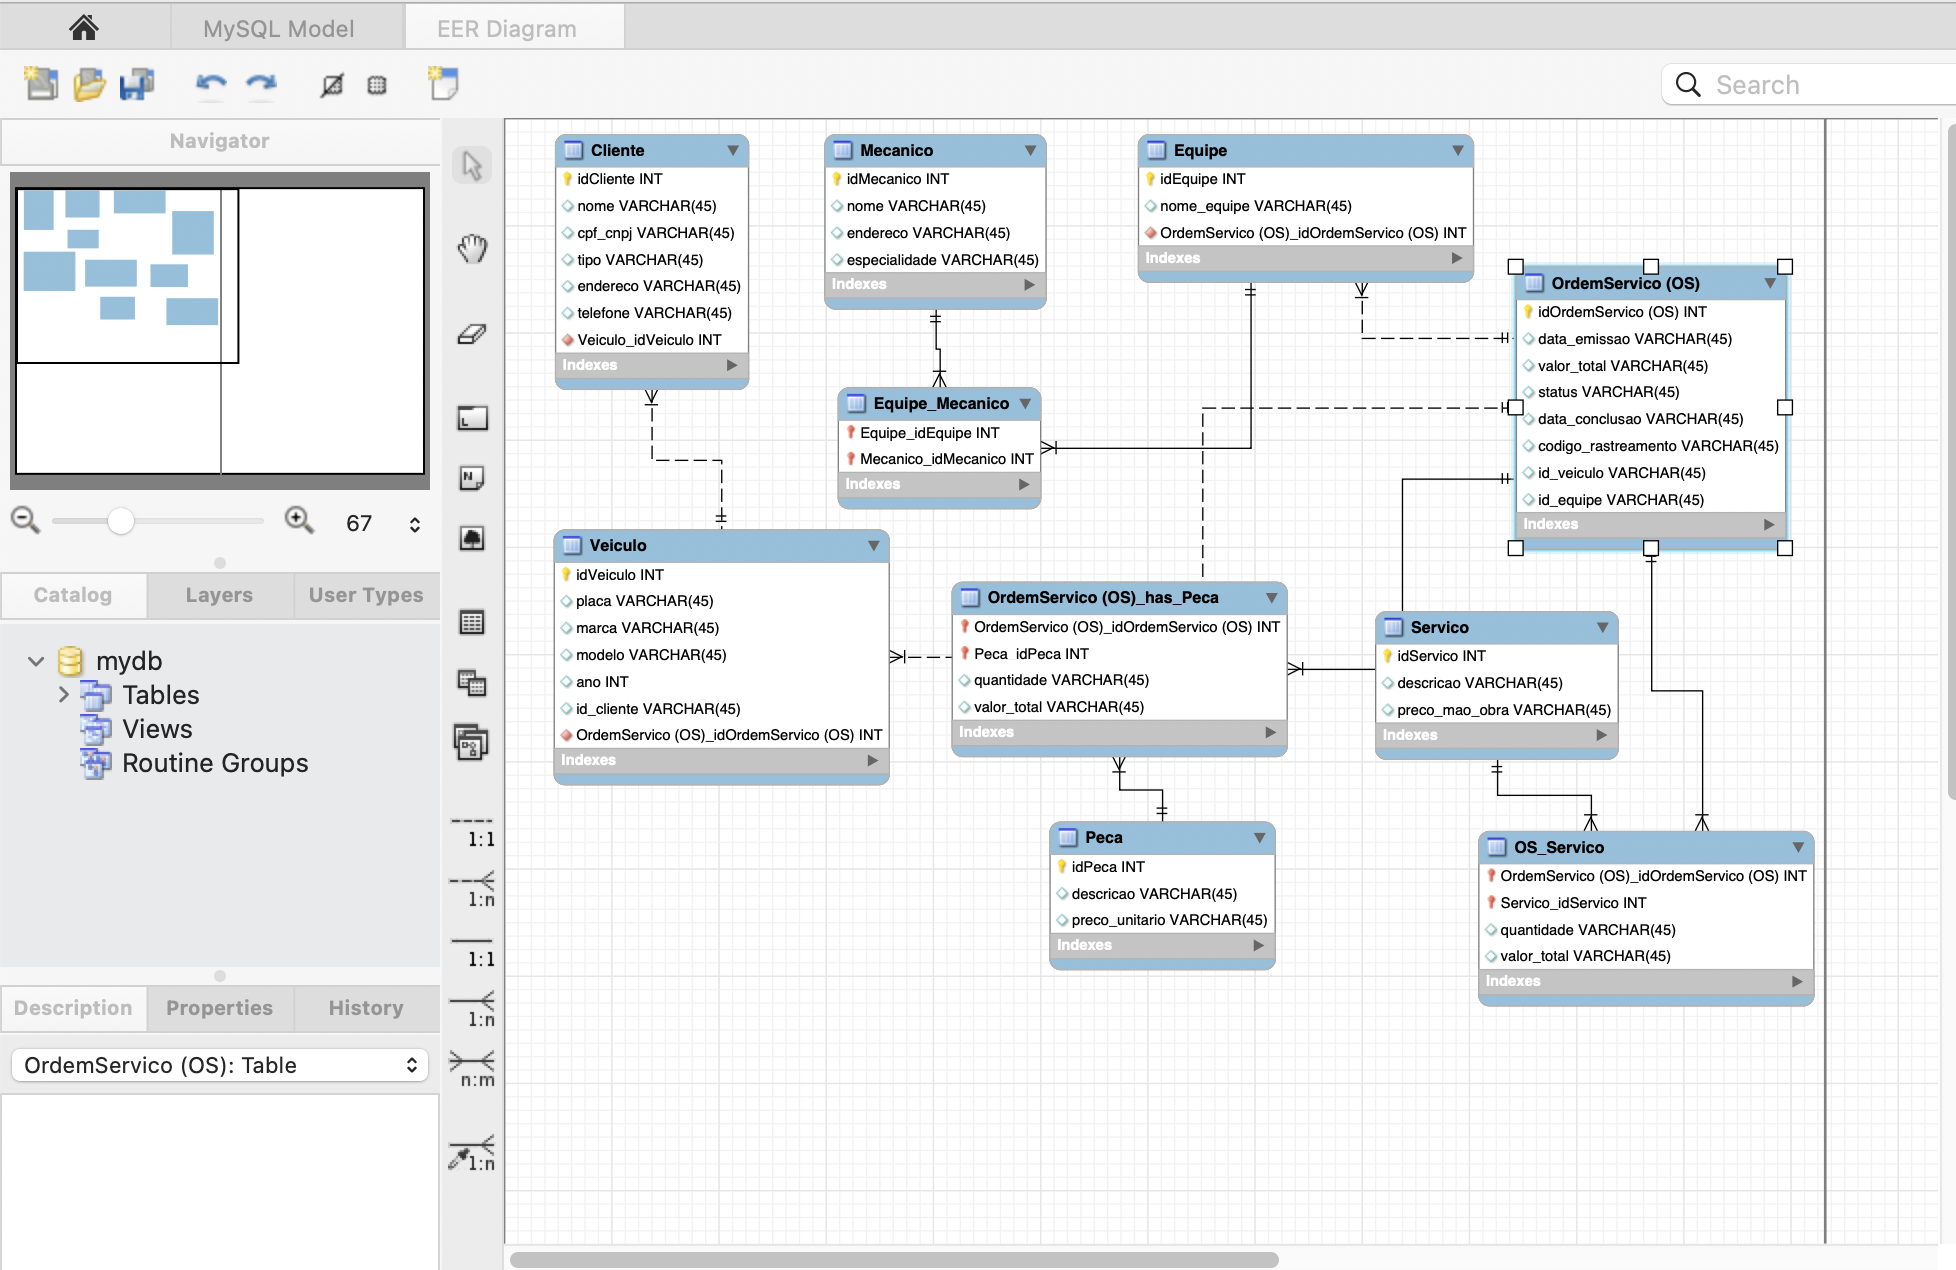 MySQL Model
EER Diagram
Search
Navigator
67
Catalog
Layers
User Types
mydb
Tables
Views
Routine Groups
Description
Properties
History
OrdemServico (OS): Table
1:1
1:n
1:1
1:n
n:m
1:n
Cliente
idCliente INT
nome VARCHAR(45)
cpf_cnpj VARCHAR(45)
tipo VARCHAR(45)
endereco VARCHAR(45)
telefone VARCHAR(45)
Veiculo_idVeiculo INT
Indexes
Mecanico
idMecanico INT
nome VARCHAR(45)
endereco VARCHAR(45)
especialidade VARCHAR(45)
Indexes
Equipe
idEquipe INT
nome_equipe VARCHAR(45)
OrdemServico (OS)_idOrdemServico (OS) INT
Indexes
OrdemServico (OS)
idOrdemServico (OS) INT
data_emissao VARCHAR(45)
valor_total VARCHAR(45)
status VARCHAR(45)
data_conclusao VARCHAR(45)
codigo_rastreamento VARCHAR(45)
id_veiculo VARCHAR(45)
id_equipe VARCHAR(45)
Indexes
Equipe_Mecanico
Equipe_idEquipe INT
Mecanico_idMecanico INT
Indexes
Veiculo
idVeiculo INT
placa VARCHAR(45)
marca VARCHAR(45)
modelo VARCHAR(45)
ano INT
id_cliente VARCHAR(45)
OrdemServico (OS)_idOrdemServico (OS) INT
Indexes
OrdemServico (OS)_has_Peca
OrdemServico (OS)_idOrdemServico (OS) INT
Peca_idPeca INT
quantidade VARCHAR(45)
valor_total VARCHAR(45)
Indexes
Servico
idServico INT
descricao VARCHAR(45)
preco_mao_obra VARCHAR(45)
Indexes
Peca
idPeca INT
descricao VARCHAR(45)
preco_unitario VARCHAR(45)
Indexes
OS_Servico
OrdemServico (OS)_idOrdemServico (OS) INT
Servico_idServico INT
quantidade VARCHAR(45)
valor_total VARCHAR(45)
Indexes